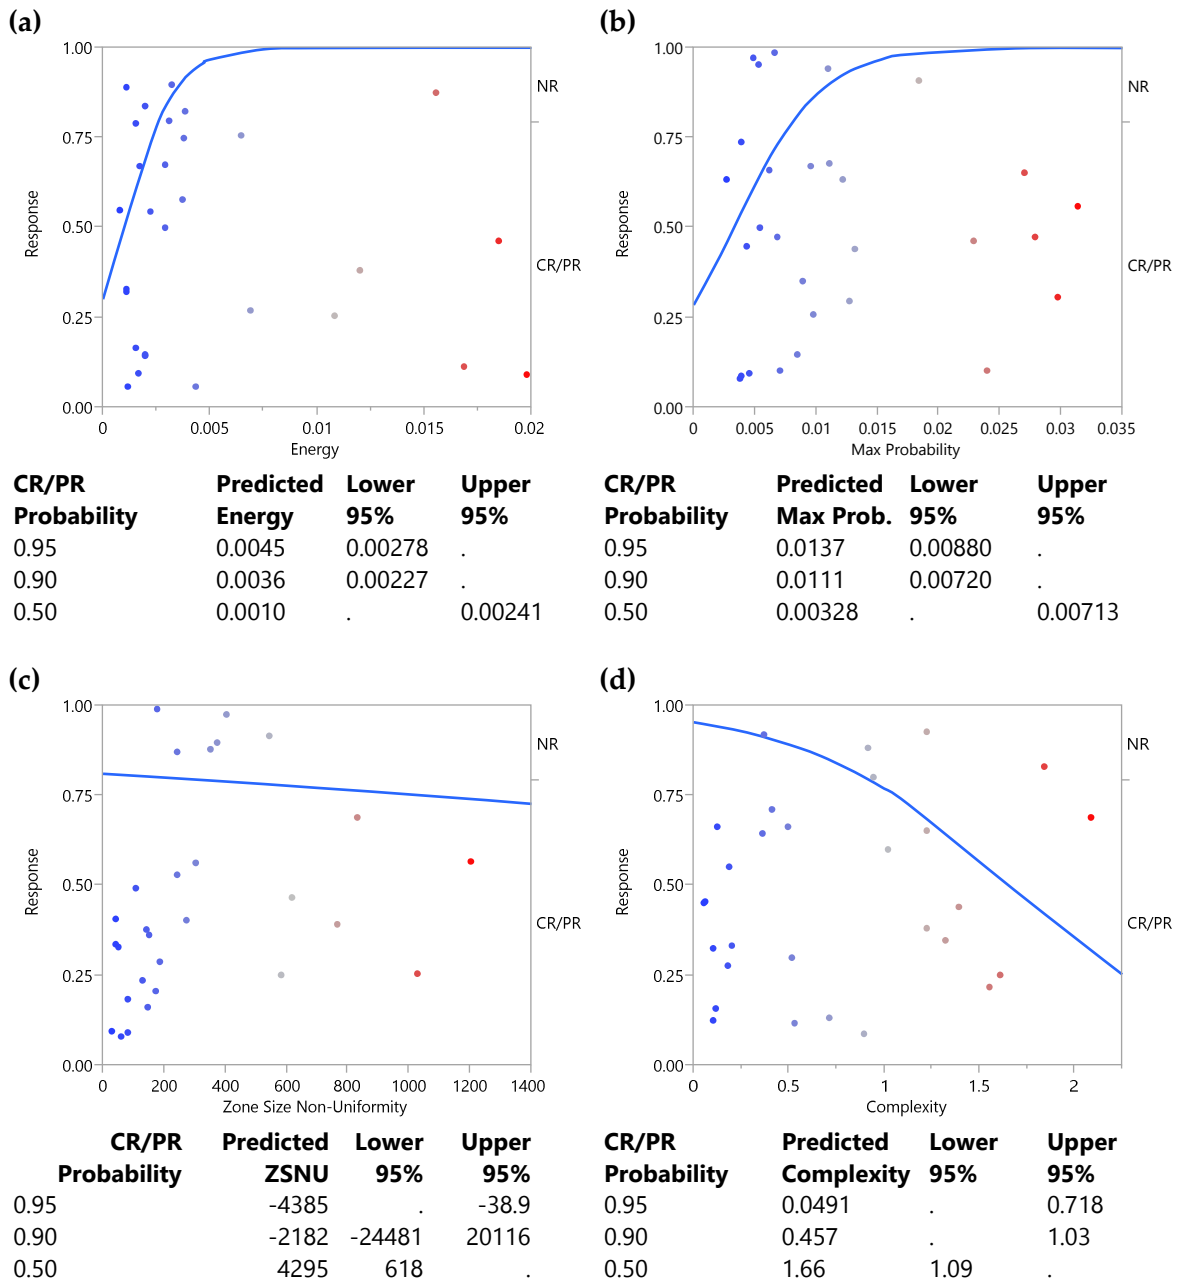 (a)
1.00
0.75
0.50
0.25
0.00
Response
NR
CR/PR
0 0.005 0.01 0.015 0.02
Energy
CR/PR Predicted Lower Upper
Probability Energy 95% 95%
0.95 0.0045 0.00278 .
0.90 0.0036 0.00227 .
0.50 0.0010 . 0.00241
(b)
1.00
0.75
0.50
0.25
0.00
Response
NR
CR/PR
0 0.005 0.01 0.015 0.02 0.025 0.03 0.035
Max Probability
CR/PR Predicted Lower Upper
Probability Max Prob. 95% 95%
0.95 0.0137 0.00880 .
0.90 0.0111 0.00720 .
0.50 0.00328 . 0.00713
(c)
1.00
0.75
0.50
0.25
0.00
Response
NR
CR/PR
0 200 400 600 800 1000 1200 1400
Zone Size Non-Uniformity
CR/PR Predicted Lower Upper
Probability ZSNU 95% 95%
0.95 -4385 . -38.9
0.90 -2182 -24481 20116
0.50 4295 618 .
(d)
1.00
0.75
0.50
0.25
0.00
Response
NR
CR/PR
0 0.5 1 1.5 2
Complexity
CR/PR Predicted Lower Upper
Probability Complexity 95% 95%
0.95 0.0491 . 0.718
0.90 0.457 . 1.03
0.50 1.66 1.09 .